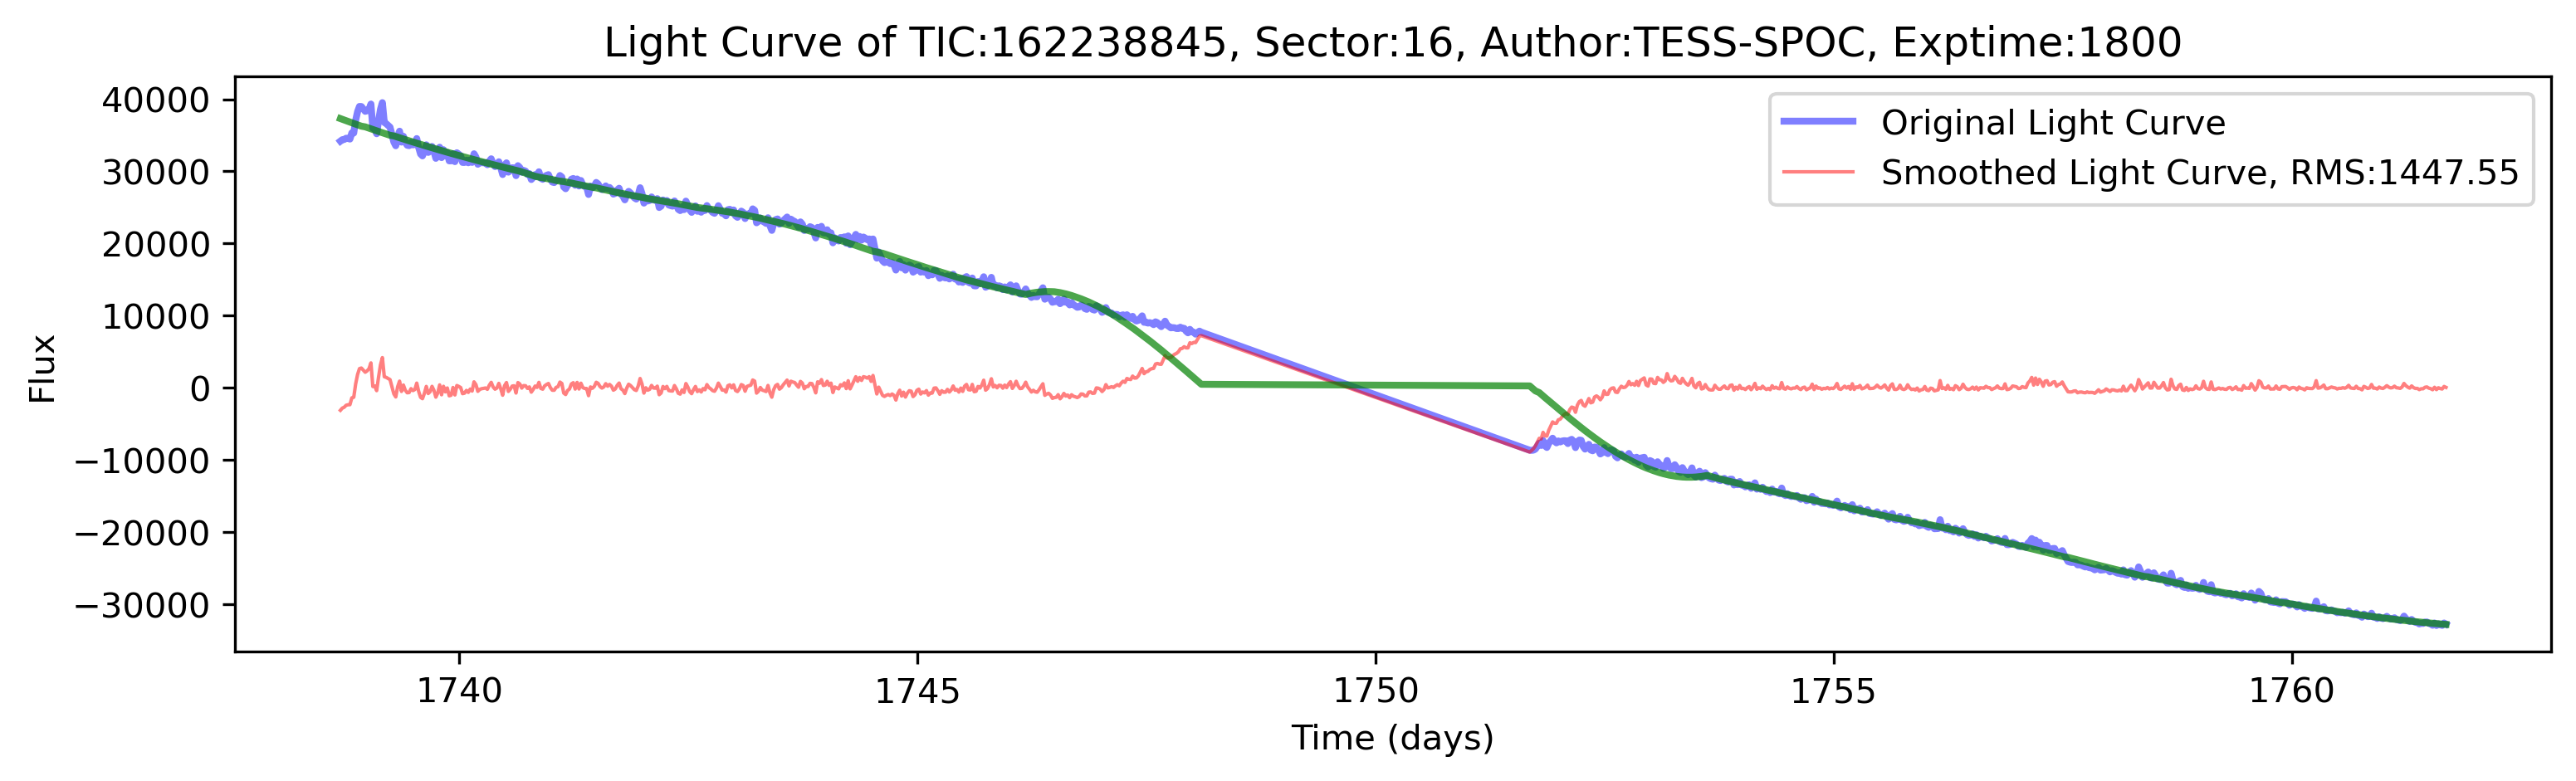 Light Curve of TIC:162238845, Sector:16, Author:TESS-SPOC, Exptime:1800
Original Light Curve
Smoothed Light Curve, RMS:1447.55
Flux
40000
30000
20000
10000
0
−10000
−20000
−30000
1740 1745 1750 1755 1760
Time (days)